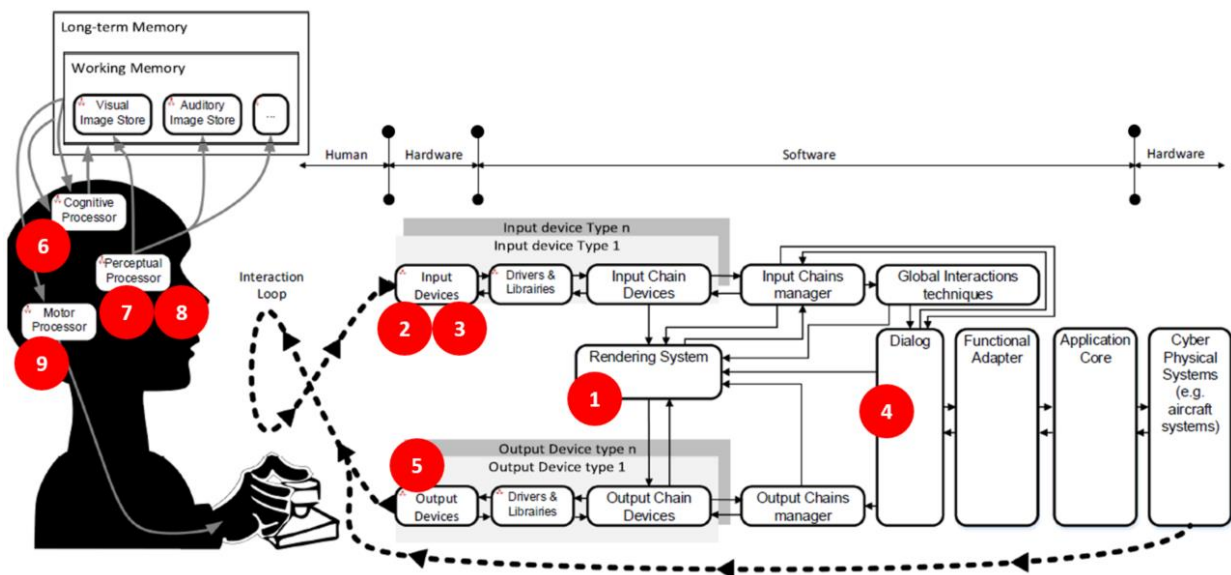 Long-term Memory
Working Memory
Visual
Image Store
Auditory
Image Store
...
Human
Hardware
Software
Hardware
Cognitive
Processor
6
Perceptual
Processor
7
8
Motor
Processor
9
Interaction
Loop
Input device Type n
Input device Type 1
Input
Devices
2
3
Drivers &
Librairies
Input Chain
Devices
Input Chains
manager
Global Interactions
techniques
Rendering System
1
Dialog
4
Functional
Adapter
Application
Core
Cyber
Physical
Systems
(e.g.
aircraft
systems)
5
Output Device type n
Output Device type 1
Output
Devices
Drivers &
Librairies
Output Chain
Devices
Output Chains
manager